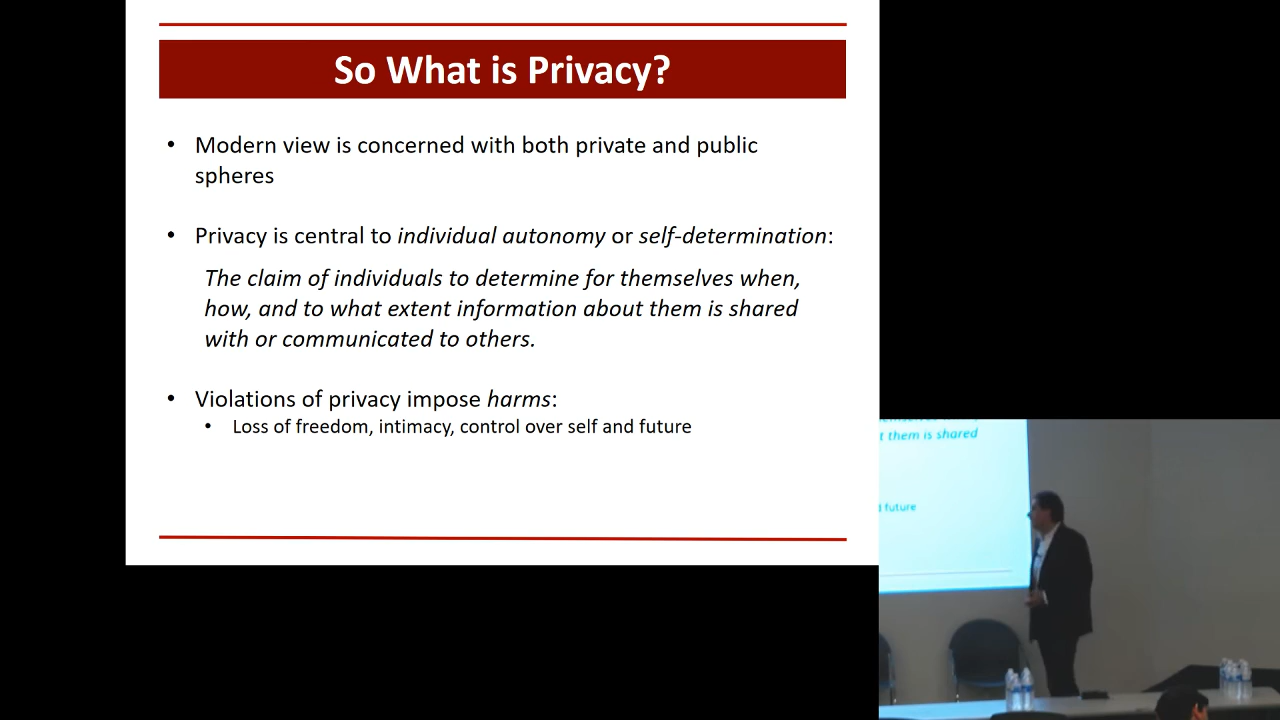 So What is Privacy?
• Modern view is concerned with both private and public
spheres
• Privacy is central to individual autonomy or self-determination:
The claim of individuals to determine for themselves when,
how, and to what extent information about them is shared
with or communicated to others.
• Violations of privacy impose harms:
• Loss of freedom, intimacy, control over self and future
them is shared
future